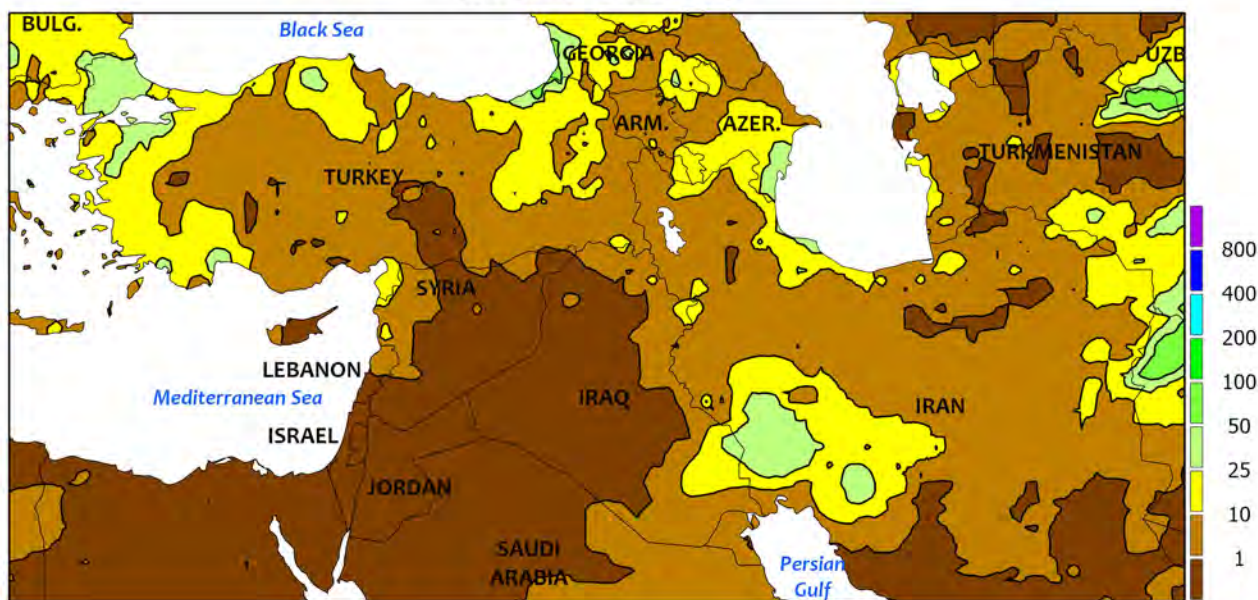 BULG.
Black Sea
GEORGIA
UZB
ARM.
AZER.
TURKMENISTAN
TURKEY
SYRIA
LEBANON
Mediterranean Sea
IRAQ
IRAN
ISRAEL
JORDAN
SAUDI
ARABIA
Persian
Gulf
800
400
200
100
50
25
10
1